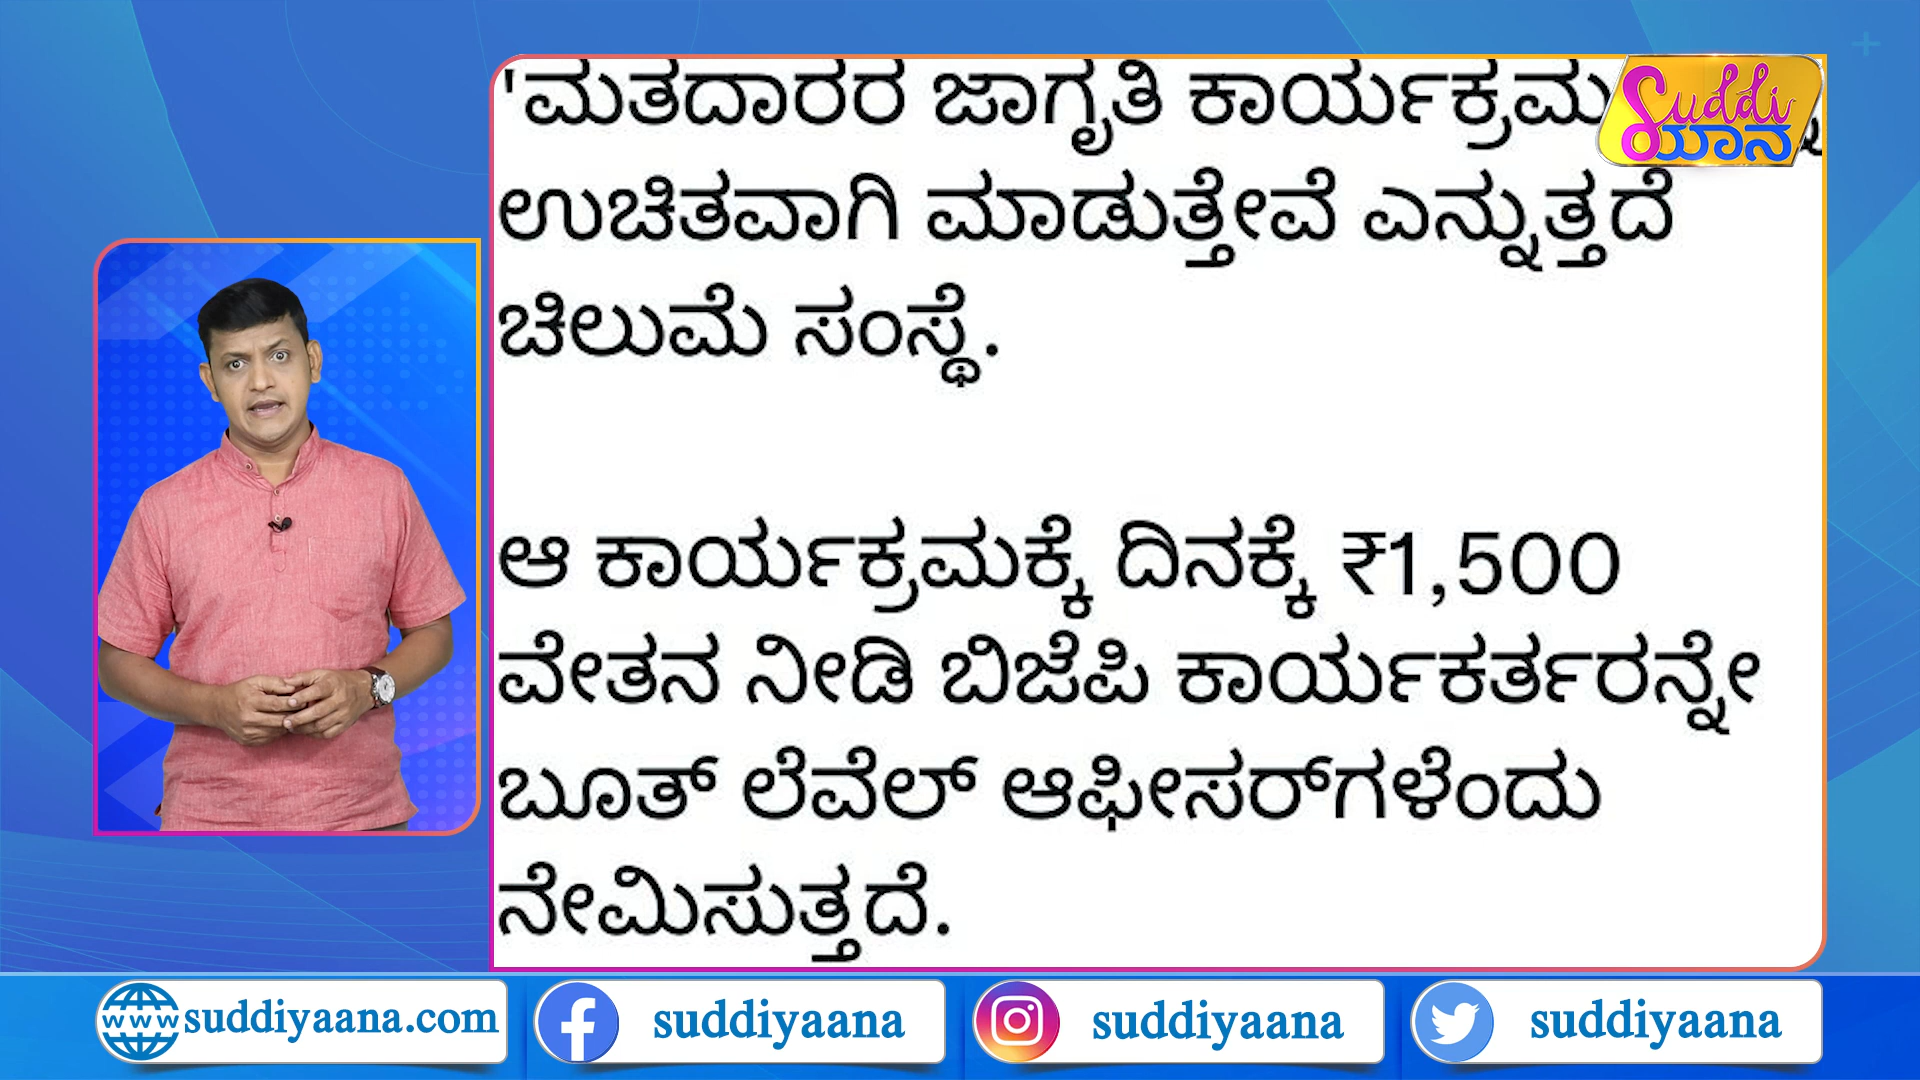 'ಮತದಾರರ ಜಾಗೃತಿ ಕಾರ್ಯಕ್ರಮ
ಉಚಿತವಾಗಿ ಮಾಡುತ್ತೇವೆ ಎನ್ನುತ್ತದೆ
ಚಿಲುಮೆ ಸಂಸ್ಥೆ.
ಆ ಕಾರ್ಯಕ್ರಮಕ್ಕೆ ದಿನಕ್ಕೆ ₹1,500
ವೇತನ ನೀಡಿ ಬಿಜೆಪಿ ಕಾರ್ಯಕರ್ತರನ್ನೇ
ಬೂತ್ ಲೆವೆಲ್ ಆಫೀಸರ್‌ಗಳೆಂದು
ನೇಮಿಸುತ್ತದೆ.
Suddi
ಯಾನ
www suddiyaana.com
suddiyaana
suddiyaana
suddiyaana